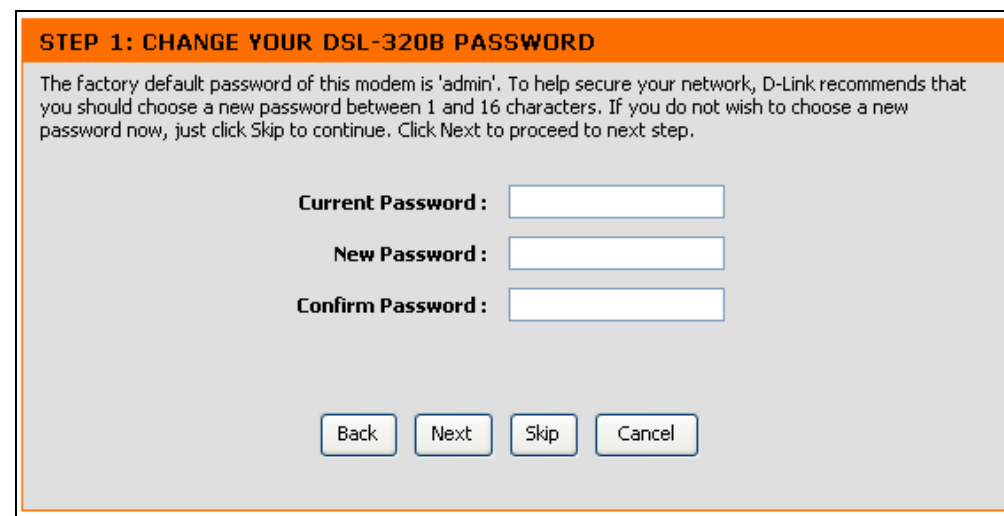 STEP 1: CHANGE YOUR DSL-320B PASSWORD
The factory default password of this modem is 'admin'. To help secure your network, D-Link recommends that
you should choose a new password between 1 and 16 characters. If you do not wish to choose a new
password now, just click Skip to continue. Click Next to proceed to next step.
Current Password :
New Password :
Confirm Password :
Back Next Skip Cancel